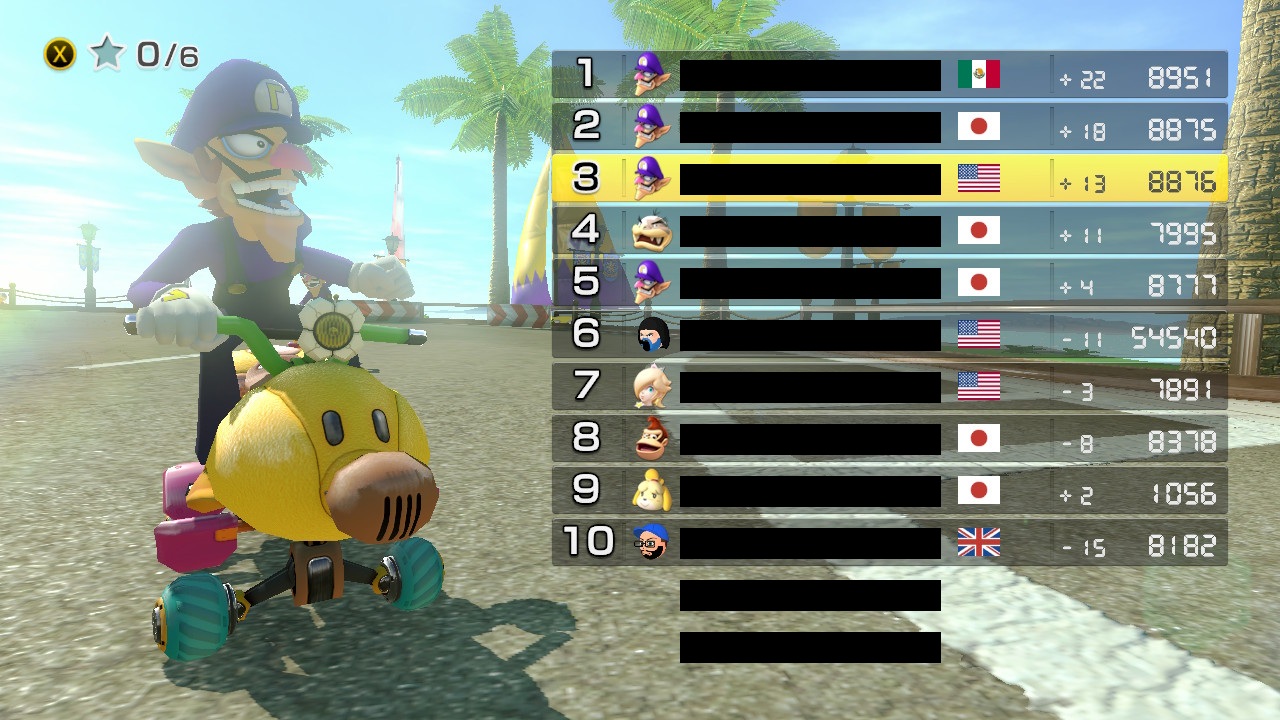 X 0/6
1 + 22 8951
2 + 18 8875
3 + 13 8876
4 + 11 7995
5 + 4 8777
6 - 11 54540
7 - 3 7891
8 - 8 8378
9 + 2 1056
10 - 15 8182